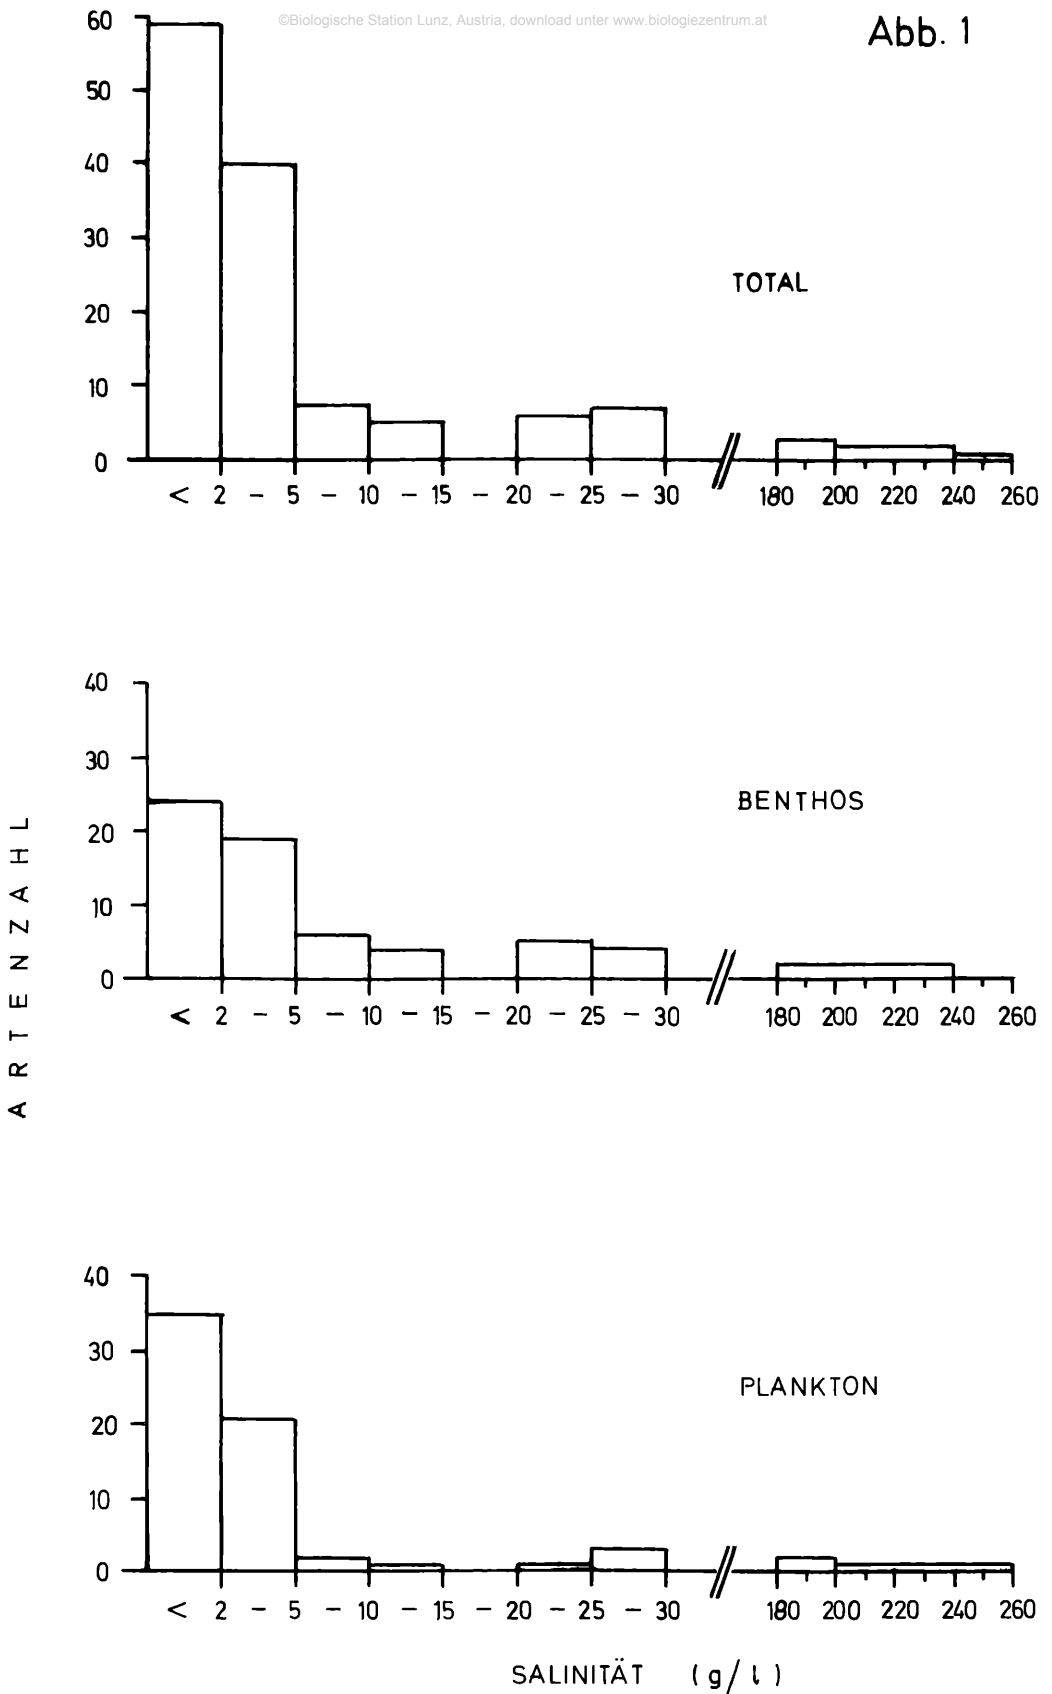 ©Biologische Station Lunz, Austria, download unter www.biologiezentrum.at
Abb. 1
60
50
40
30
20
10
0
TOTAL
< 2 – 5 – 10 – 15 – 20 – 25 – 30 180 200 220 240 260
ARTENZAHL
40
30
20
10
0
BENTHOS
< 2 – 5 – 10 – 15 – 20 – 25 – 30 180 200 220 240 260
40
30
20
10
0
PLANKTON
< 2 – 5 – 10 – 15 – 20 – 25 – 30 180 200 220 240 260
SALINITÄT (g/l)